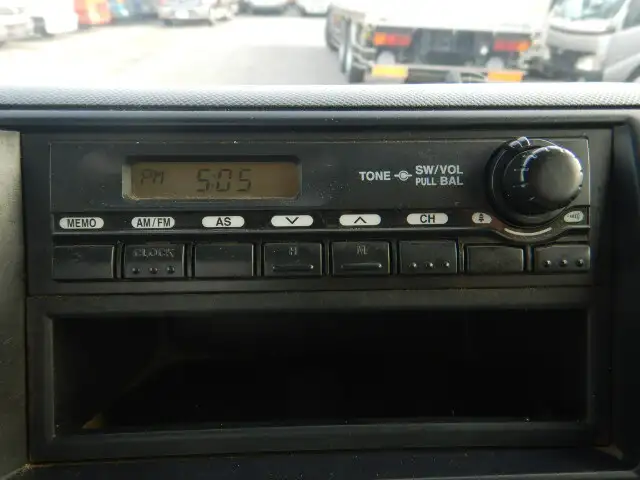 PM 5:05
TONE SW/VOL
PULL BAL
MEMO AM/FM AS CH
CLOCK H M